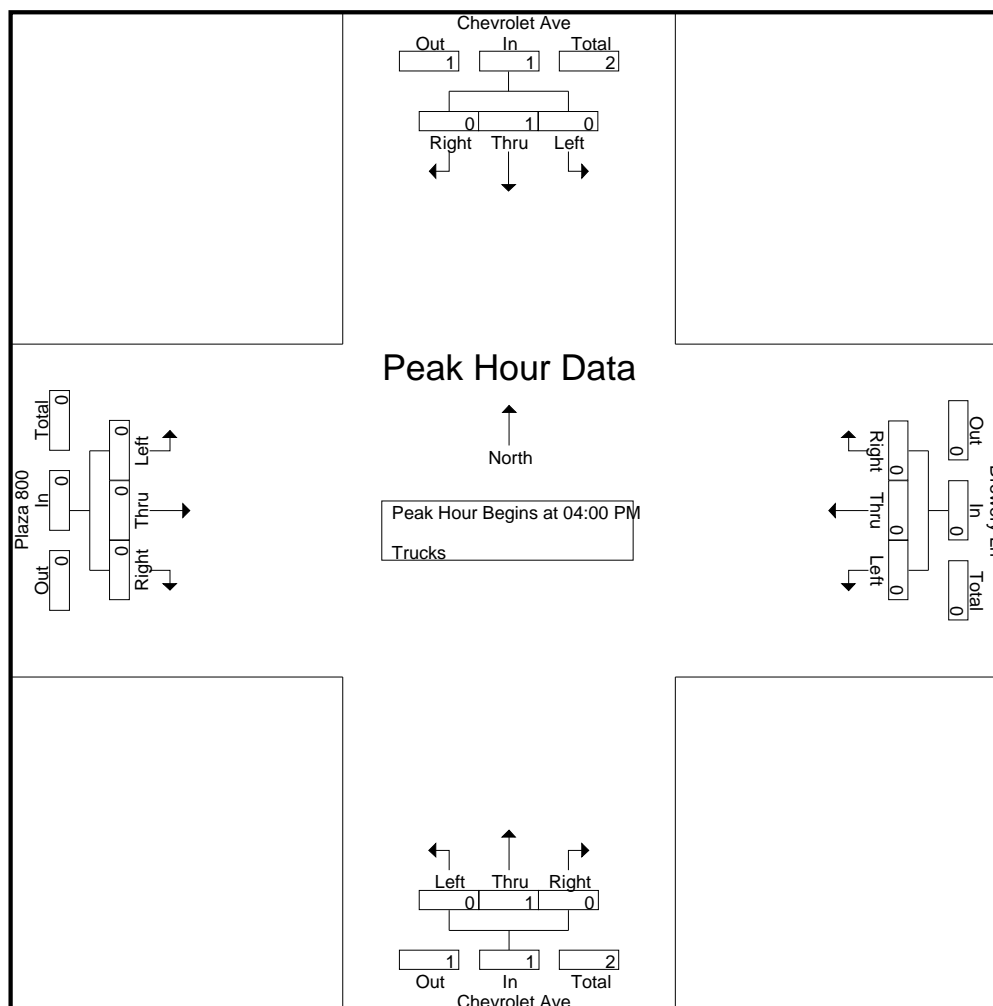 Chevrolet Ave
Out In Total
1 1 2
0 1 0
Right Thru Left
Peak Hour Data
North
Peak Hour Begins at 04:00 PM
Trucks
Plaza 800
Total In Out
0 0 0
0 0 0
Left Thru Right
Right Thru Left
0 0 0
Out In Total
0 0 0
Left Thru Right
0 1 0
1 1 2
Out In Total
Chevrolet Ave